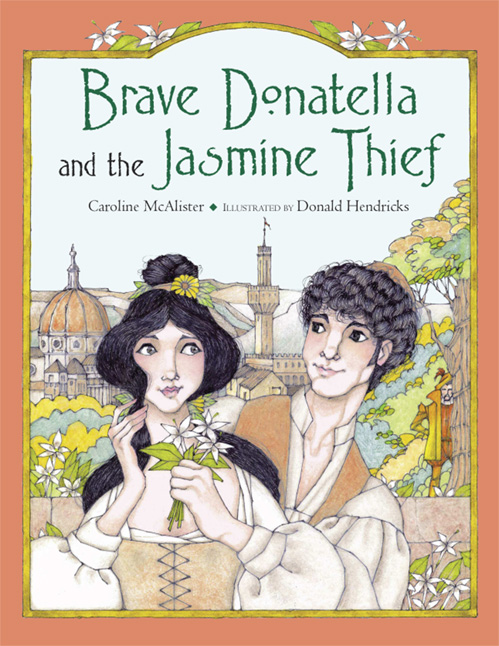 Brave Donatella
and the Jasmine Thief
Caroline McAlister ◆ Illustrated by Donald Hendricks